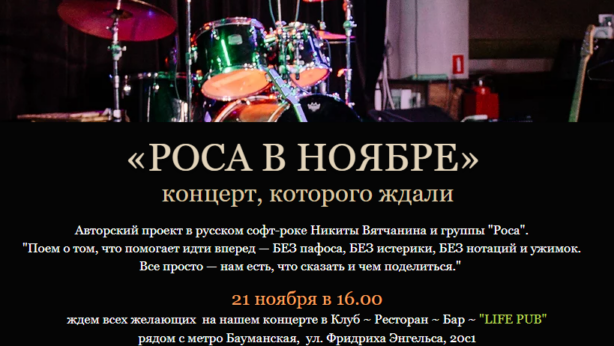 «РОСА В НОЯБРЕ»
концерт, которого ждали
Авторский проект в русском софт-роке Никиты Вятчанина и группы "Роса".
"Поем о том, что помогает идти вперед — БЕЗ пафоса, БЕЗ истерики, БЕЗ нотаций и ужимок.
Все просто — нам есть, что сказать и чем поделиться."
21 ноября в 16.00
ждем всех желающих на нашем концерте в Клуб ~ Ресторан ~ Бар ~ "LIFE PUB"
рядом с метро Бауманская, ул. Фридриха Энгельса, 20с1